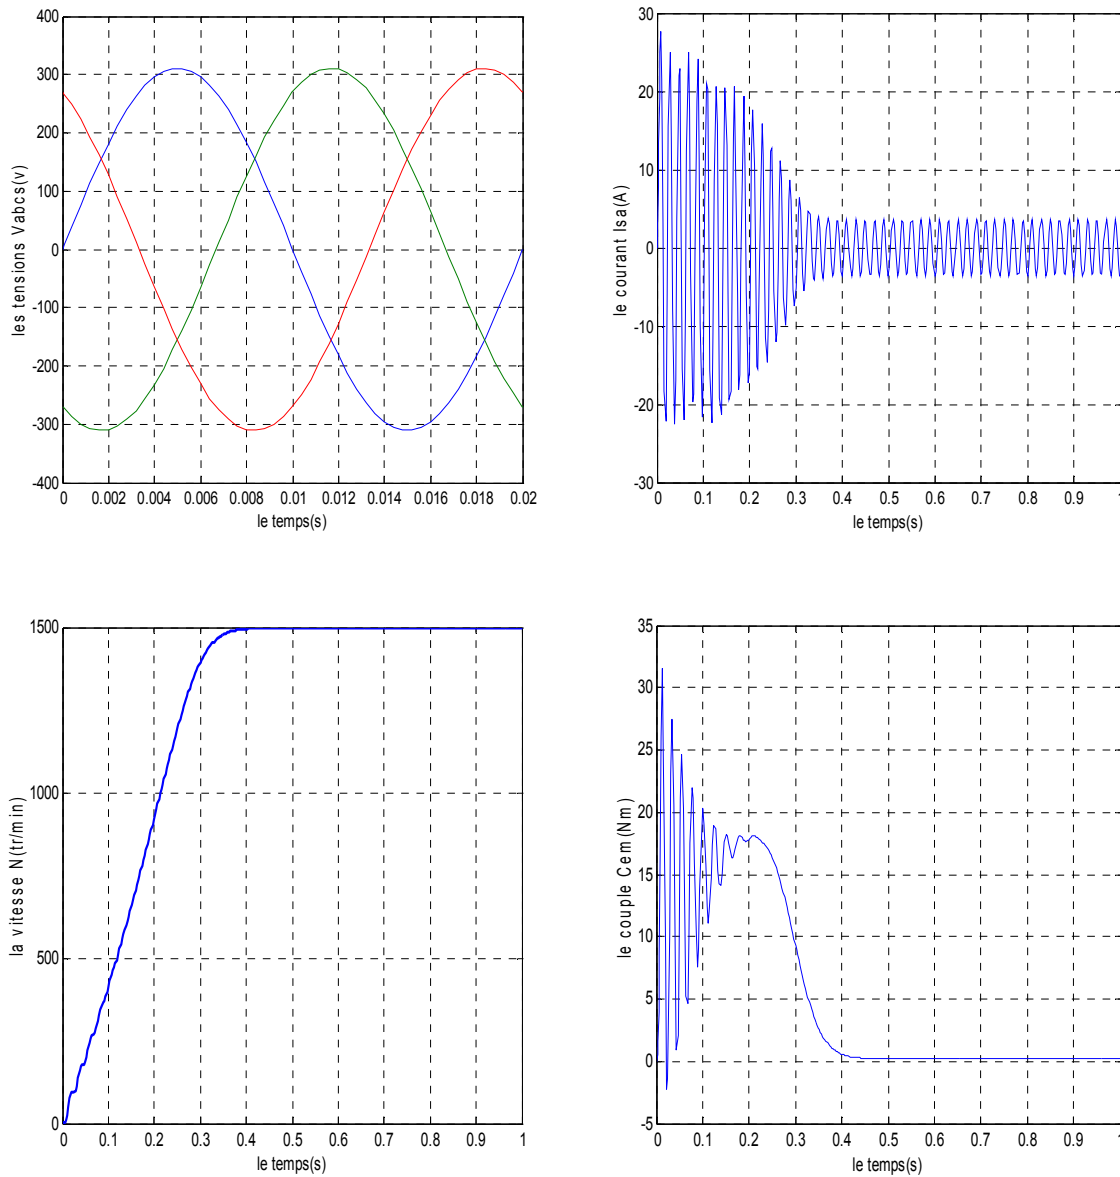 400
300
200
100
0
-100
-200
-300
-400
les tensions Vabcs(v)
0 0.002 0.004 0.006 0.008 0.01 0.012 0.014 0.016 0.018 0.02
le temps(s)
30
20
10
0
-10
-20
-30
le courant Isa(A)
0 0.1 0.2 0.3 0.4 0.5 0.6 0.7 0.8 0.9 1
le temps(s)
1500
1000
500
0
la vitesse N(tr/min)
0 0.1 0.2 0.3 0.4 0.5 0.6 0.7 0.8 0.9 1
le temps(s)
35
30
25
20
15
10
5
0
-5
le couple Cem(Nm)
0 0.1 0.2 0.3 0.4 0.5 0.6 0.7 0.8 0.9 1
le temps(s)